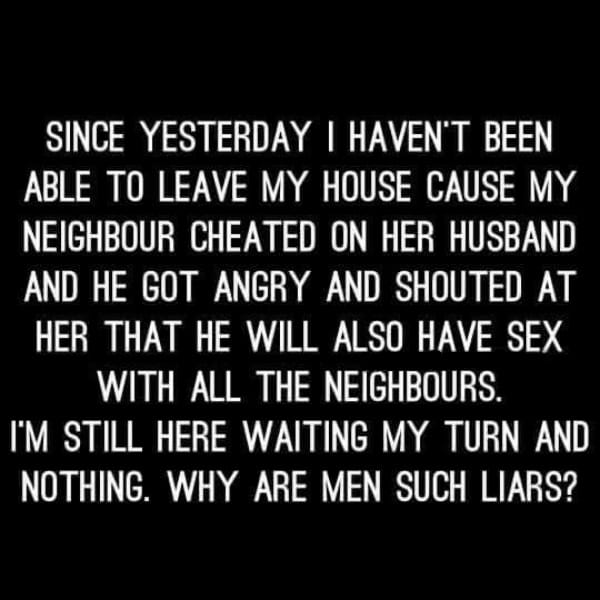 SINCE YESTERDAY I HAVEN'T BEEN
ABLE TO LEAVE MY HOUSE CAUSE MY
NEIGHBOUR CHEATED ON HER HUSBAND
AND HE GOT ANGRY AND SHOUTED AT
HER THAT HE WILL ALSO HAVE SEX
WITH ALL THE NEIGHBOURS.
I'M STILL HERE WAITING MY TURN AND
NOTHING. WHY ARE MEN SUCH LIARS?